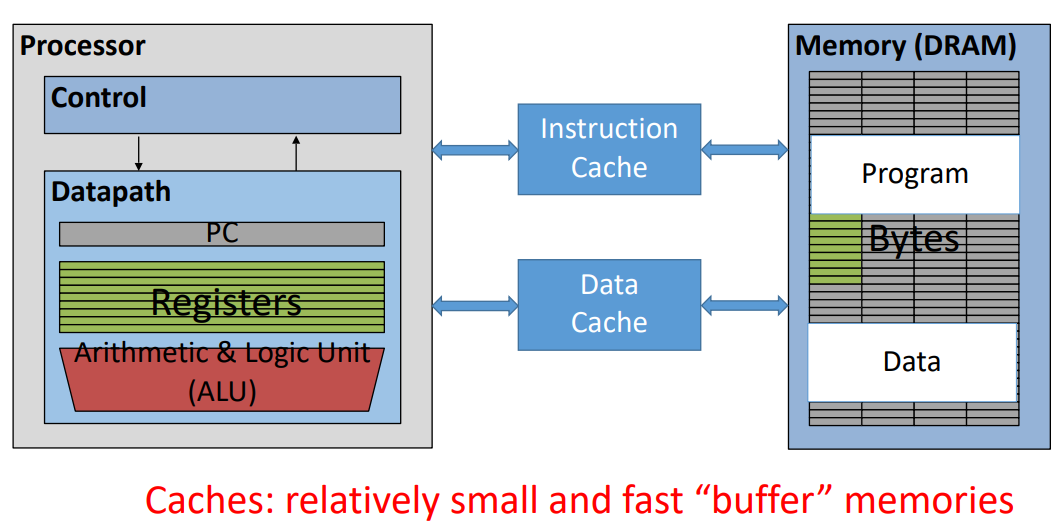 Processor
Control
Datapath
PC
Registers
Arithmetic & Logic Unit
(ALU)
Instruction
Cache
Data
Cache
Memory (DRAM)
Program
Bytes
Data
Caches: relatively small and fast “buffer” memories